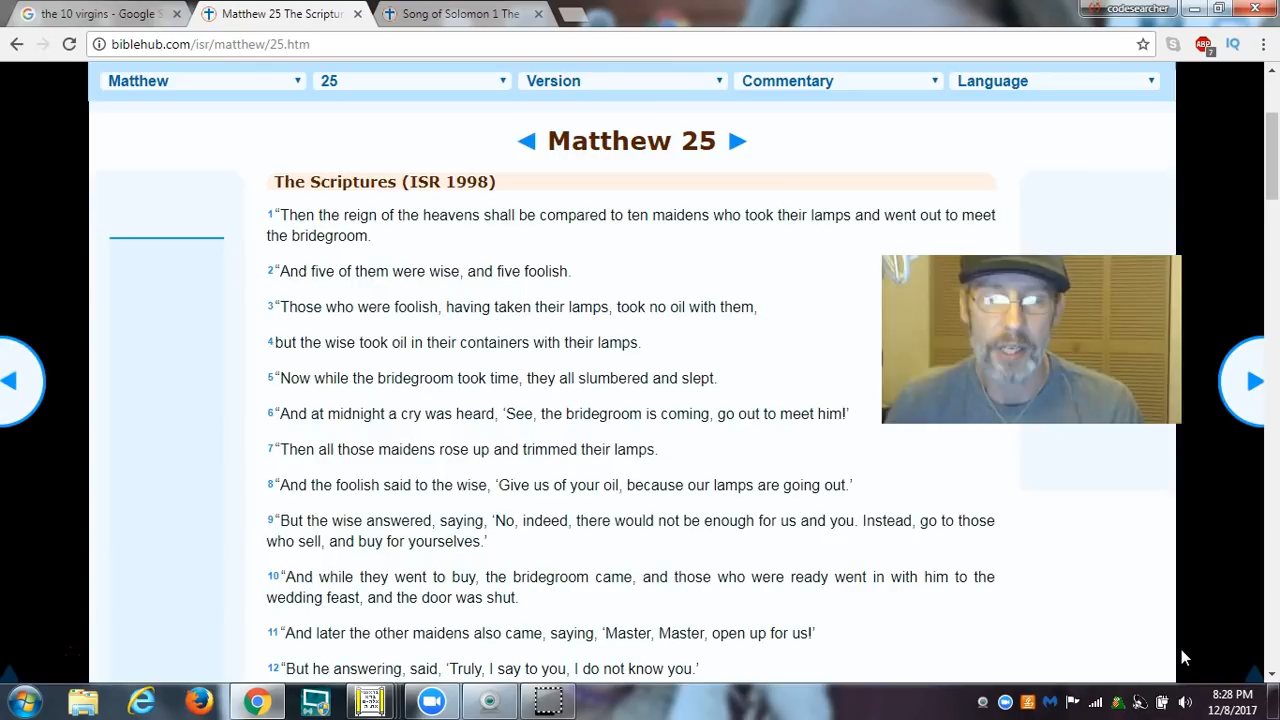 the 10 virgins - Google S
Matthew 25 The Scriptur
Song of Solomon 1 The
codesearcher
biblehub.com/isr/matthew/25.htm
ABP
7
IQ
Matthew
25
Version
Commentary
Language
Matthew 25
The Scriptures (ISR 1998)
1“Then the reign of the heavens shall be compared to ten maidens who took their lamps and went out to meet
the bridegroom.
2“And five of them were wise, and five foolish.
3“Those who were foolish, having taken their lamps, took no oil with them,
4but the wise took oil in their containers with their lamps.
5“Now while the bridegroom took time, they all slumbered and slept.
6“And at midnight a cry was heard, ‘See, the bridegroom is coming, go out to meet him!’
7“Then all those maidens rose up and trimmed their lamps.
8“And the foolish said to the wise, ‘Give us of your oil, because our lamps are going out.’
9“But the wise answered, saying, ‘No, indeed, there would not be enough for us and you. Instead, go to those
who sell, and buy for yourselves.’
10“And while they went to buy, the bridegroom came, and those who were ready went in with him to the
wedding feast, and the door was shut.
11“And later the other maidens also came, saying, ‘Master, Master, open up for us!’
12“But he answering, said, ‘Truly, I say to you, I do not know you.’
8:28 PM
12/8/2017